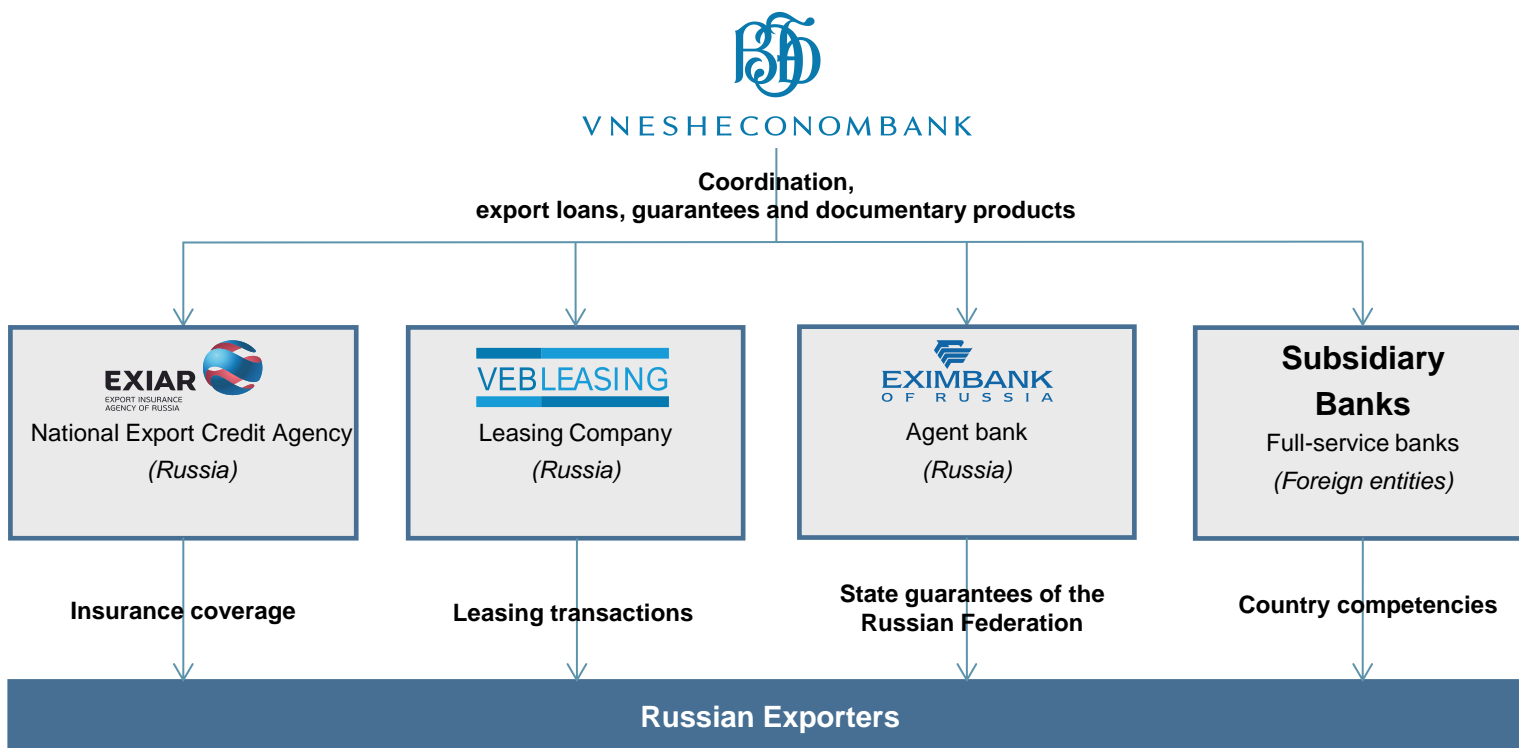 VNESHECONOMBANK
Coordination,
export loans, guarantees and documentary products
EXIAR
EXPORT INSURANCE
AGENCY OF RUSSIA
National Export Credit Agency
(Russia)
VEBLEASING
Leasing Company
(Russia)
EXIMBANK
OF RUSSIA
Agent bank
(Russia)
Subsidiary
Banks
Full-service banks
(Foreign entities)
Insurance coverage
Leasing transactions
State guarantees of the
Russian Federation
Country competencies
Russian Exporters